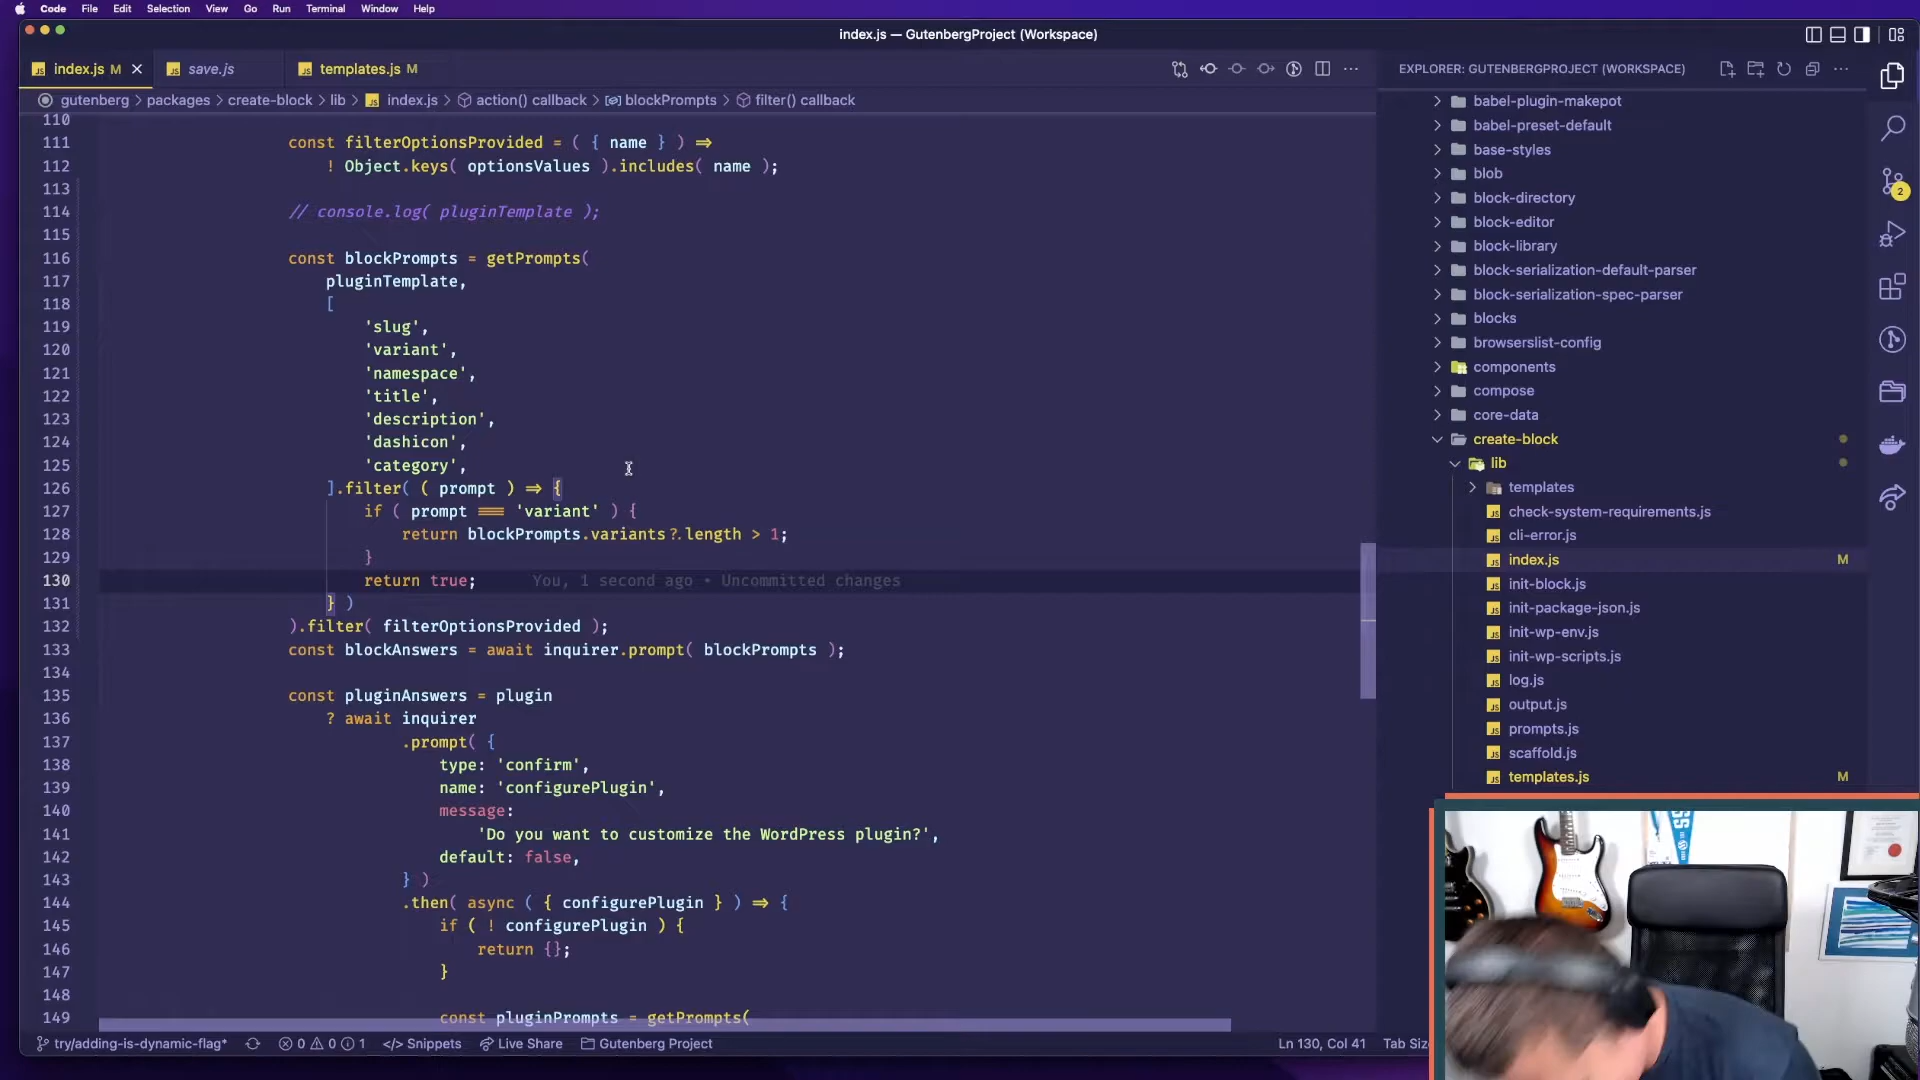 Code File Edit Selection View Go Run Terminal Window Help
index.js — GutenbergProject (Workspace)
index.js M
save.js
templates.js M
EXPLORER: GUTENBERGPROJECT (WORKSPACE)
gutenberg > packages > create-block > lib > index.js > action() callback > blockPrompts > filter() callback
110
111 const filterOptionsProvided = ( { name } ) =>
112 ! Object.keys( optionsValues ).includes( name );
113
114 // console.log( pluginTemplate );
115
116 const blockPrompts = getPrompts(
117 pluginTemplate,
118 [
119 'slug',
120 'variant',
121 'namespace',
122 'title',
123 'description',
124 'dashicon',
125 'category',
126 ].filter( ( prompt ) => {
127 if ( prompt === 'variant' ) {
128 return blockPrompts.variants?.length > 1;
129 }
130 return true; You, 1 second ago • Uncommitted changes
131 } )
132 ).filter( filterOptionsProvided );
133 const blockAnswers = await inquirer.prompt( blockPrompts );
134
135 const pluginAnswers = plugin
136 ? await inquirer
137 .prompt( {
138 type: 'confirm',
139 name: 'configurePlugin',
140 message:
141 'Do you want to customize the WordPress plugin?',
142 default: false,
143 } )
144 .then( async ( { configurePlugin } ) => {
145 if ( ! configurePlugin ) {
146 return {};
147 }
148
149 const pluginPrompts = getPrompts(
babel-plugin-makepot
babel-preset-default
base-styles
blob
block-directory
block-editor
block-library
block-serialization-default-parser
block-serialization-spec-parser
blocks
browserslist-config
components
compose
core-data
create-block
lib
templates
check-system-requirements.js
cli-error.js
index.js M
init-block.js
init-package-json.js
init-wp-env.js
init-wp-scripts.js
log.js
output.js
prompts.js
scaffold.js
templates.js M
2
try/adding-is-dynamic-flag* 0 0 1 </> Snippets Live Share Gutenberg Project Ln 130, Col 41 Tab Siz